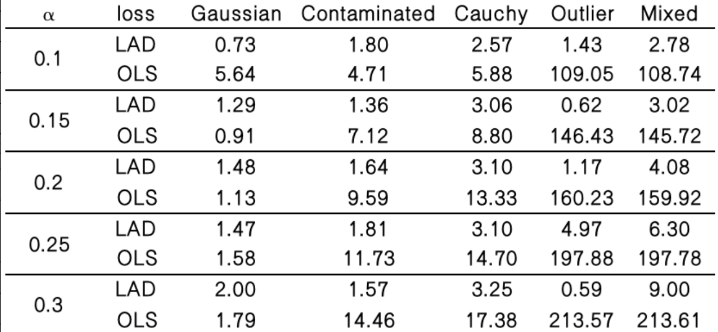 α loss Gaussian Contaminated Cauchy Outlier Mixed
0.1 LAD 0.73 1.80 2.57 1.43 2.78
OLS 5.64 4.71 5.88 109.05 108.74
0.15 LAD 1.29 1.36 3.06 0.62 3.02
OLS 0.91 7.12 8.80 146.43 145.72
0.2 LAD 1.48 1.64 3.10 1.17 4.08
OLS 1.13 9.59 13.33 160.23 159.92
0.25 LAD 1.47 1.81 3.10 4.97 6.30
OLS 1.58 11.73 14.70 197.88 197.78
0.3 LAD 2.00 1.57 3.25 0.59 9.00
OLS 1.79 14.46 17.38 213.57 213.61